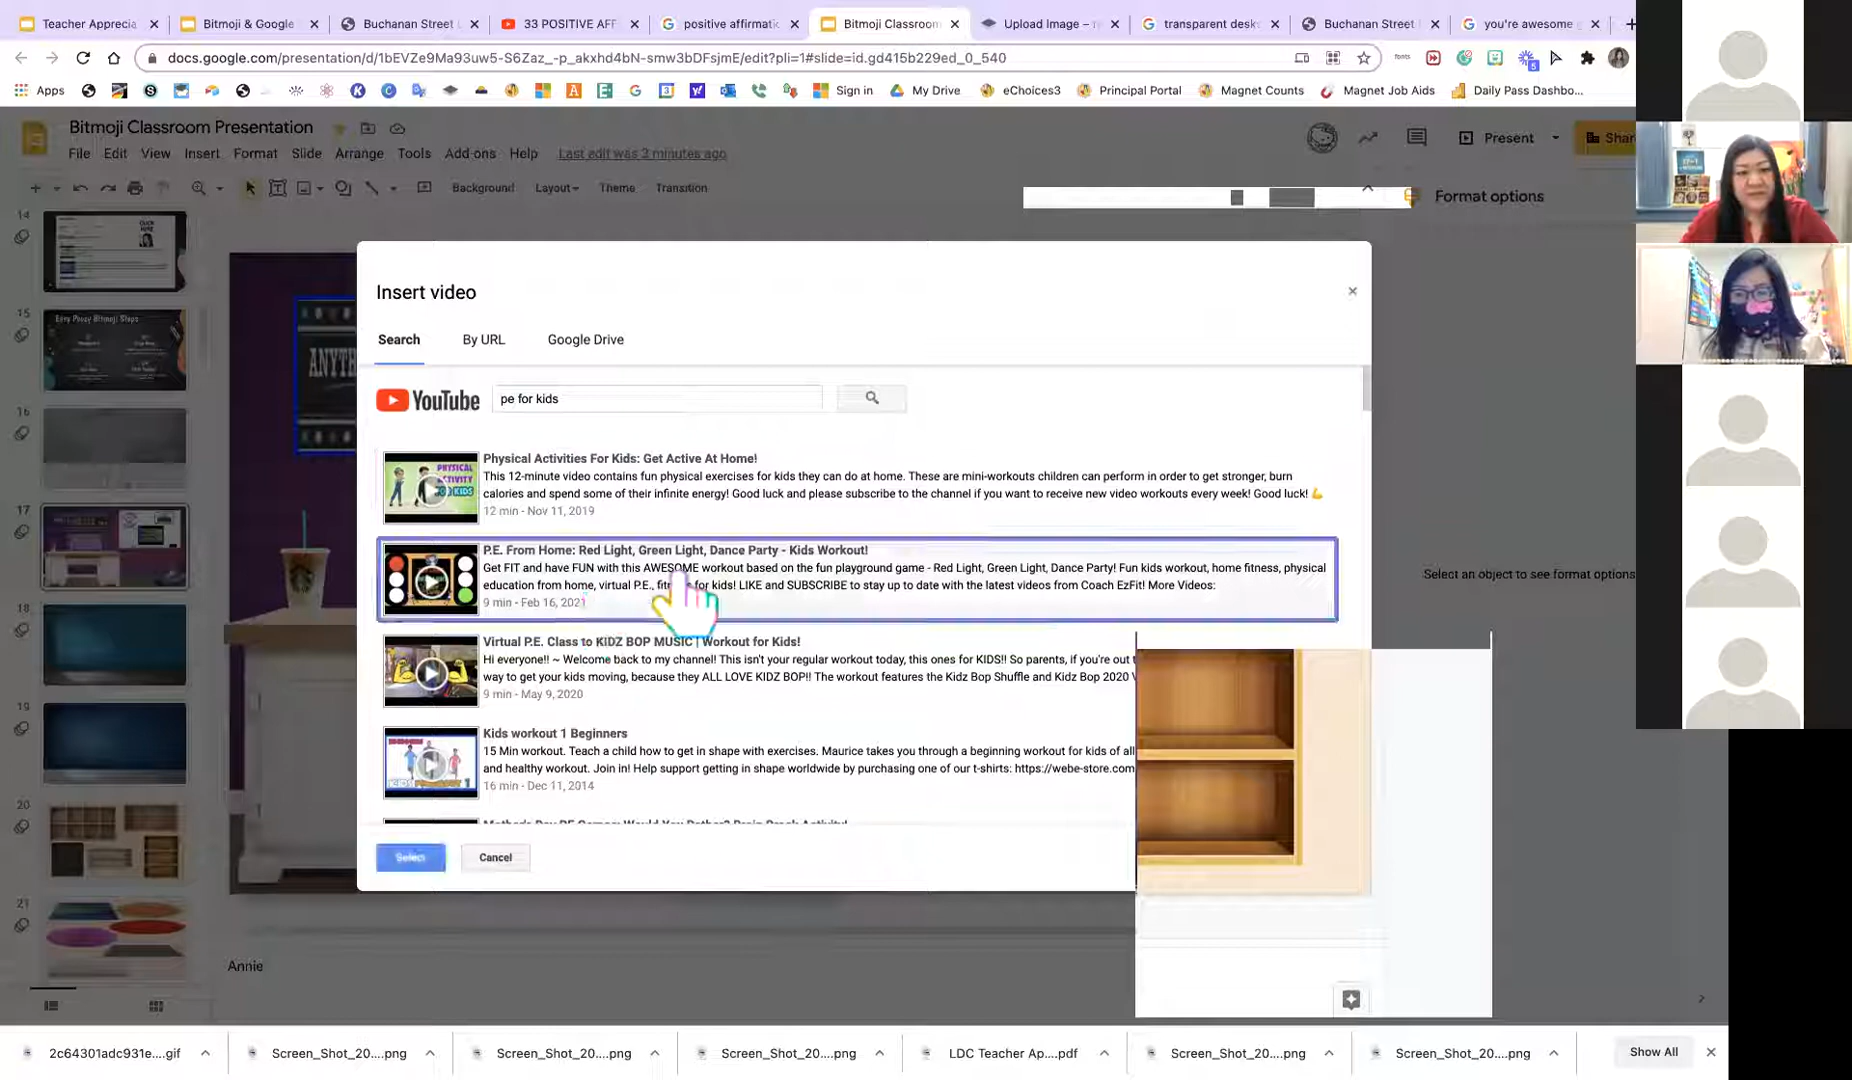 Teacher Apprecia
Bitmoji & Google
Buchanan Street
33 POSITIVE AFF
positive affirmati
Bitmoji Classroom
Upload Image –
transparent desk
Buchanan Street
you're awesome
docs.google.com/presentation/d/1bEVZe9Ma93uw5-S6Zaz_-p_akxhd4bN-smw3bDFsjmE/edit?pli=1#slide=id.gd415b229ed_0_540
Apps
Sign in
My Drive
eChoices3
Principal Portal
Magnet Counts
Magnet Job Aids
Daily Pass Dashbo...
Bitmoji Classroom Presentation
Present
Shar
File Edit View Insert Format Slide Arrange Tools Add-ons Help Last edit was 2 minutes ago
Background Layout Theme Transition
Format options
14
15
16
17
18
19
20
21
Easy Peasy Bitmoji Steps
ANYTH
Insert video
Search By URL Google Drive
YouTube pe for kids
Physical Activities For Kids: Get Active At Home!
This 12-minute video contains fun physical exercises for kids they can do at home. These are mini-workouts children can perform in order to get stronger, burn
calories and spend some of their infinite energy! Good luck and please subscribe to the channel if you want to receive new video workouts every week! Good luck! 💪
12 min - Nov 11, 2019
PHYSICAL
ACTIVITY
P.E. From Home: Red Light, Green Light, Dance Party - Kids Workout!
Get FIT and have FUN with this AWESOME workout based on the fun playground game - Red Light, Green Light, Dance Party! Fun kids workout, home fitness, physical
education from home, virtual P.E., for kids! LIKE and SUBSCRIBE to stay up to date with the latest videos from Coach EzFit! More Videos:
9 min - Feb 16, 2021
Virtual P.E. Class to KIDZ BOP MUSIC | Workout for Kids!
Hi everyone!! ~ Welcome back to my channel! This isn't your regular workout today, this ones for KIDS!! So parents, if you're out
way to get your kids moving, because they ALL LOVE KIDZ BOP!! The workout features the Kidz Bop Shuffle and Kidz Bop 2020
9 min - May 9, 2020
Kids workout 1 Beginners
15 Min workout. Teach a child how to get in shape with exercises. Maurice takes you through a beginning workout for kids of all
and healthy workout. Join in! Help support getting in shape worldwide by purchasing one of our t-shirts: https://webe-store.com
16 min - Dec 11, 2014
Select Cancel
Select an object to see format options
Annie
2c64301adc931e....gif
Screen_Shot_20....png
Screen_Shot_20....png
Screen_Shot_20....png
LDC Teacher Ap....pdf
Screen_Shot_20....png
Screen_Shot_20....png
Show All